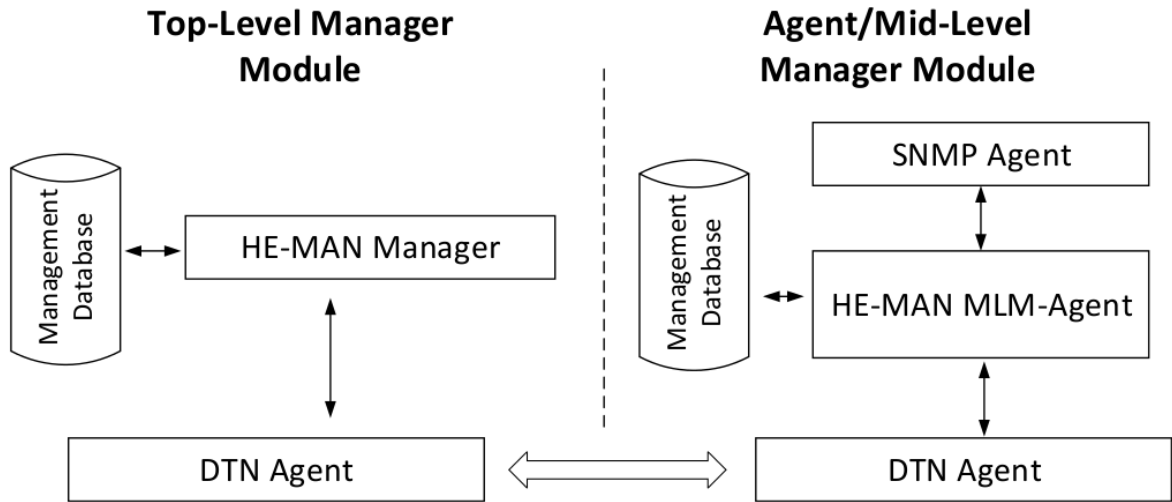 Top-Level Manager
Module
Agent/Mid-Level
Manager Module
Management
Database
HE-MAN Manager
DTN Agent
SNMP Agent
Management
Database
HE-MAN MLM-Agent
DTN Agent